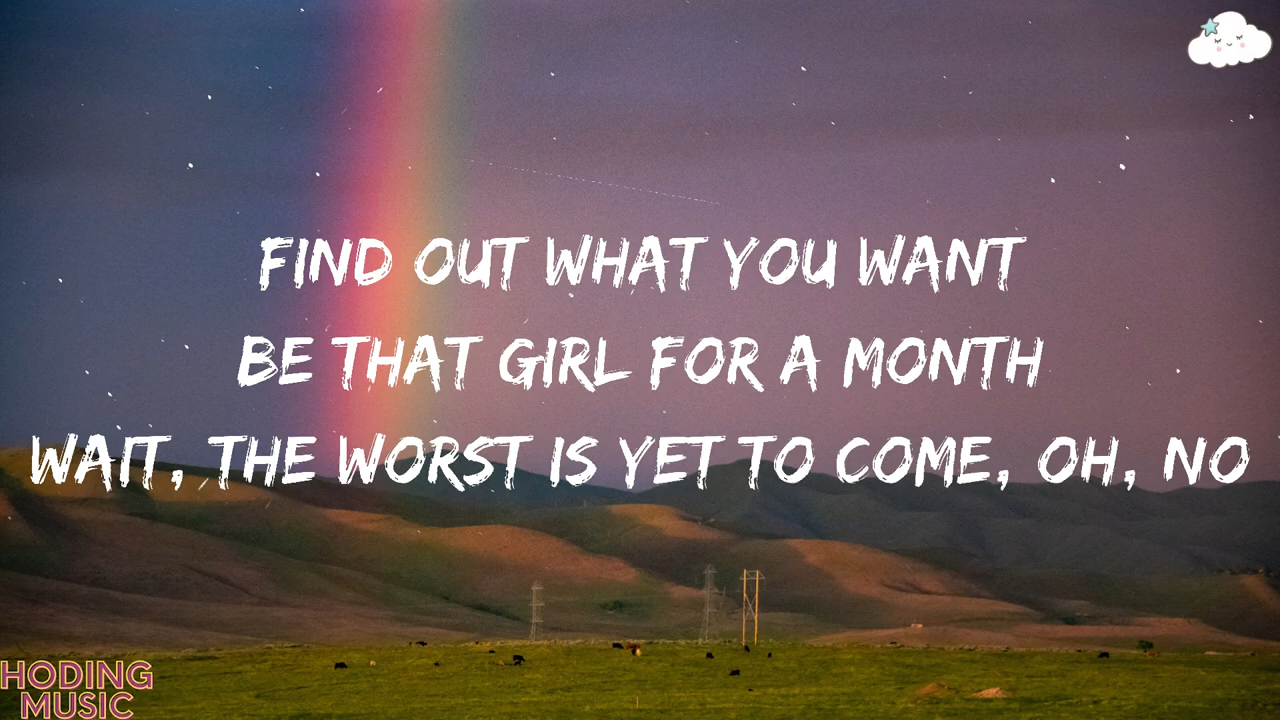 FIND OUT WHAT YOU WANT
BE THAT GIRL FOR A MONTH
WAIT, THE WORST IS YET TO COME, OH, NO
HODING
MUSIC